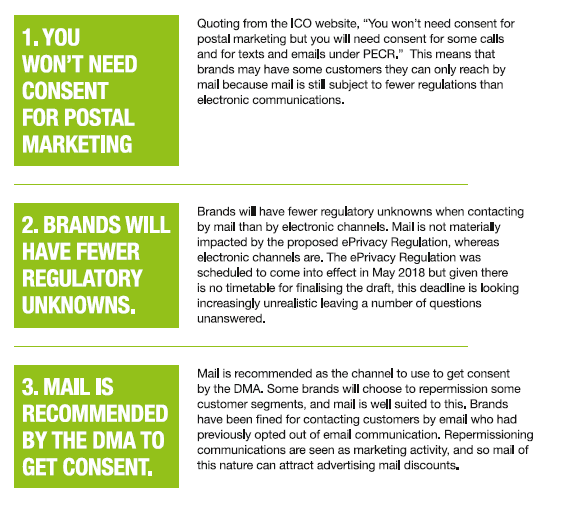 1. YOU
WON'T NEED
CONSENT
FOR POSTAL
MARKETING
Quoting from the ICO website, “You won't need consent for
postal marketing but you will need consent for some calls
and for texts and emails under PECR.” This means that
brands may have some customers they can only reach by
mail because mail is still subject to fewer regulations than
electronic communications.
2. BRANDS WILL
HAVE FEWER
REGULATORY
UNKNOWNS.
Brands will have fewer regulatory unknowns when contacting
by mail than by electronic channels. Mail is not materially
impacted by the proposed ePrivacy Regulation, whereas
electronic channels are. The ePrivacy Regulation was
scheduled to come into effect in May 2018 but given there
is no timetable for finalising the draft, this deadline is looking
increasingly unrealistic leaving a number of questions
unanswered.
3. MAIL IS
RECOMMENDED
BY THE DMA TO
GET CONSENT.
Mail is recommended as the channel to use to get consent
by the DMA. Some brands will choose to repermission some
customer segments, and mail is well suited to this. Brands
have been fined for contacting customers by email who had
previously opted out of email communication. Repermissioning
communications are seen as marketing activity, and so mail of
this nature can attract advertising mail discounts.